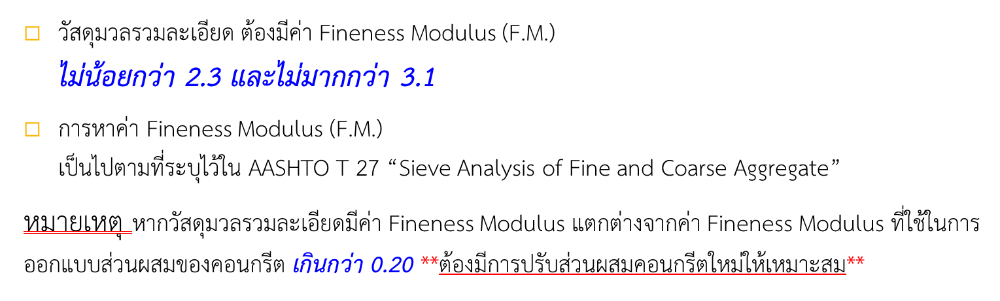 วัสดุมวลรวมละเอียด ต้องมีค่า Fineness Modulus (F.M.)
ไม่น้อยกว่า 2.3 และไม่มากกว่า 3.1
การหาค่า Fineness Modulus (F.M.)
เป็นไปตามที่ระบุไว้ใน AASHTO T 27 “Sieve Analysis of Fine and Coarse Aggregate”
หมายเหตุ หากวัสดุมวลรวมละเอียดมีค่า Fineness Modulus แตกต่างจากค่า Fineness Modulus ที่ใช้ในการ
ออกแบบส่วนผสมของคอนกรีต เกินกว่า 0.20 **ต้องมีการปรับส่วนผสมคอนกรีตใหม่ให้เหมาะสม**